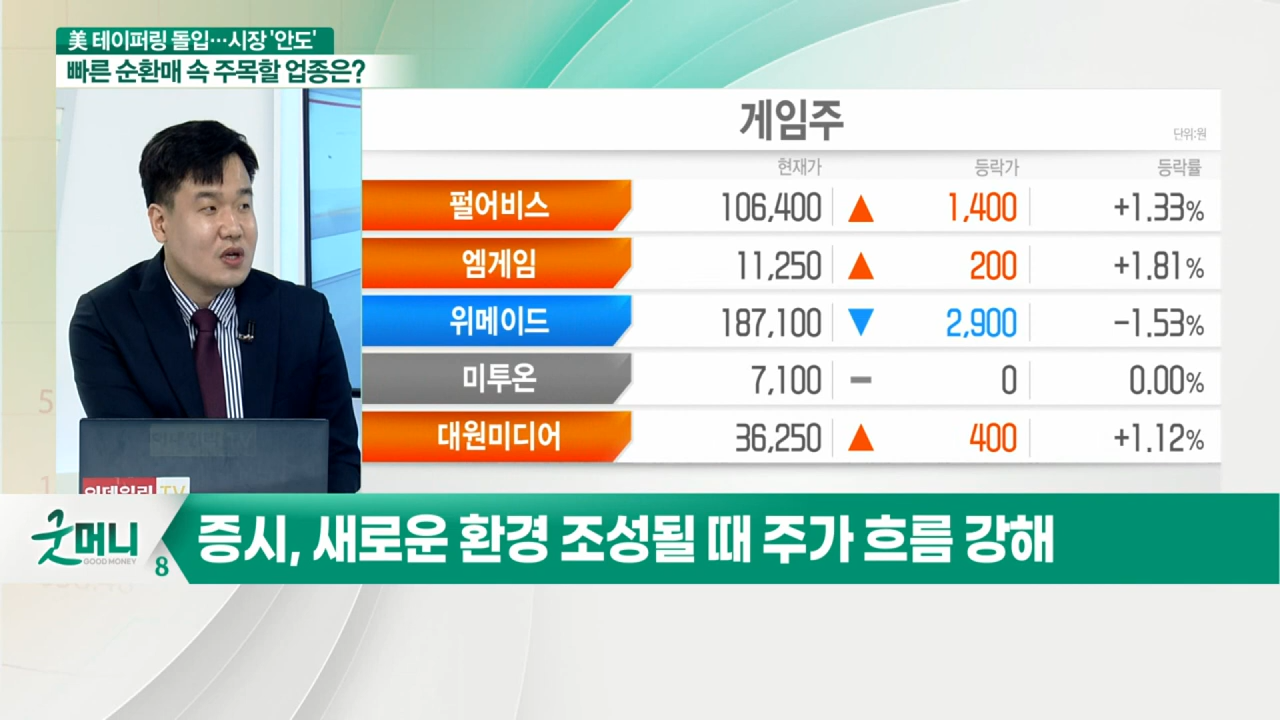 美 테이퍼링 돌입…시장 '안도'
빠른 순환매 속 주목할 업종은?
게임주
단위:원
현재가 등락가 등락률
펄어비스 106,400 ▲ 1,400 +1.33%
엠게임 11,250 ▲ 200 +1.81%
위메이드 187,100 ▼ 2,900 -1.53%
미투온 7,100 － 0 0.00%
대원미디어 36,250 ▲ 400 +1.12%
이데일리 TV
굿머니
GOOD MONEY
8
증시, 새로운 환경 조성될 때 주가 흐름 강해